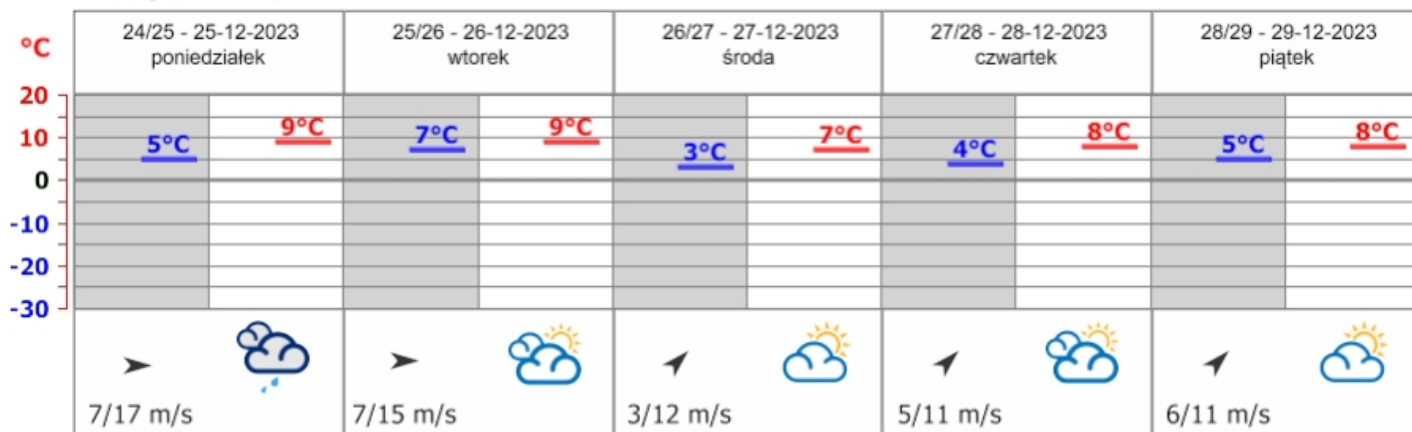 24/25 - 25-12-2023
poniedziałek
25/26 - 26-12-2023
wtorek
26/27 - 27-12-2023
środa
27/28 - 28-12-2023
czwartek
28/29 - 29-12-2023
piątek
°C
20
10
0
-10
-20
-30
5°C 9°C 7°C 9°C 3°C 7°C 4°C 8°C 5°C 8°C
7/17 m/s 7/15 m/s 3/12 m/s 5/11 m/s 6/11 m/s